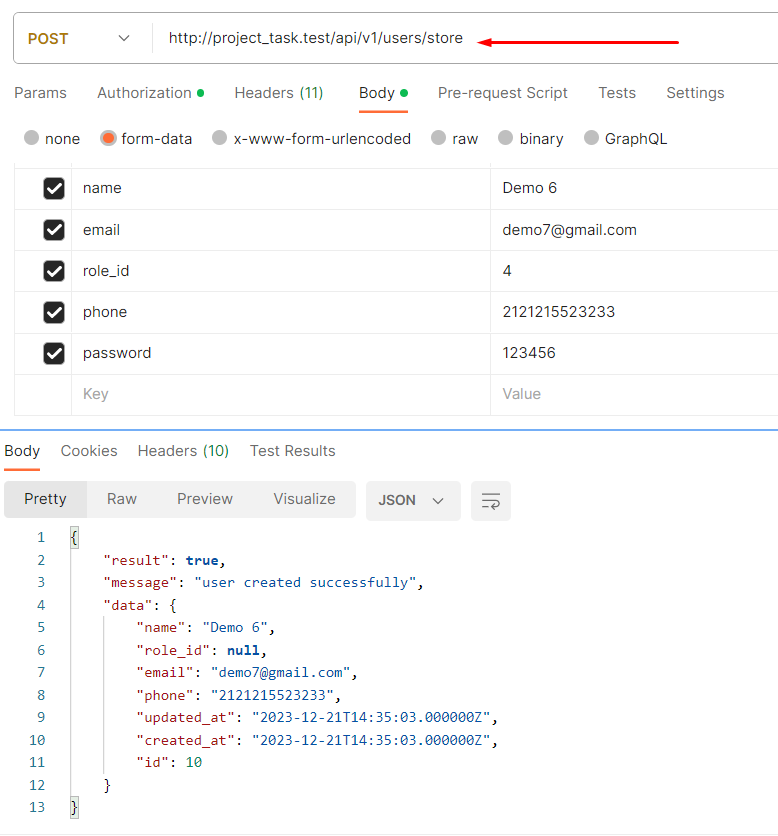 POST http://project_task.test/api/v1/users/store
Params Authorization Headers (11) Body Pre-request Script Tests Settings
none form-data x-www-form-urlencoded raw binary GraphQL
name Demo 6
email demo7@gmail.com
role_id 4
phone 2121215523233
password 123456
Key Value
Body Cookies Headers (10) Test Results
Pretty Raw Preview Visualize JSON
1 {
2 "result": true,
3 "message": "user created successfully",
4 "data": {
5 "name": "Demo 6",
6 "role_id": null,
7 "email": "demo7@gmail.com",
8 "phone": "2121215523233",
9 "updated_at": "2023-12-21T14:35:03.000000Z",
10 "created_at": "2023-12-21T14:35:03.000000Z",
11 "id": 10
12 }
13 }